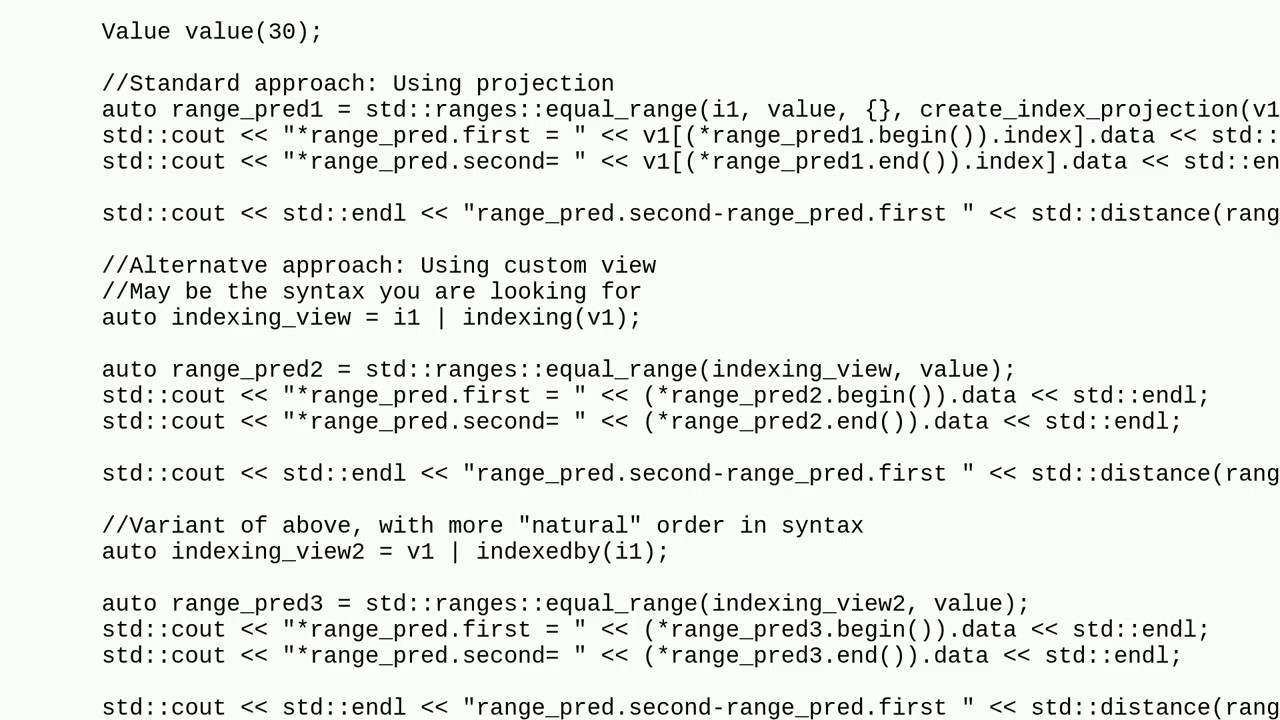 Value value(30);
//Standard approach: Using projection
auto range_pred1 = std::ranges::equal_range(i1, value, {}, create_index_projection(v1
std::cout << "*range_pred.first = " << v1[(*range_pred1.begin()).index].data << std::
std::cout << "*range_pred.second= " << v1[(*range_pred1.end()).index].data << std::en
std::cout << std::endl << "range_pred.second-range_pred.first " << std::distance(rang
//Alternatve approach: Using custom view
//May be the syntax you are looking for
auto indexing_view = i1 | indexing(v1);
auto range_pred2 = std::ranges::equal_range(indexing_view, value);
std::cout << "*range_pred.first = " << (*range_pred2.begin()).data << std::endl;
std::cout << "*range_pred.second= " << (*range_pred2.end()).data << std::endl;
std::cout << std::endl << "range_pred.second-range_pred.first " << std::distance(rang
//Variant of above, with more "natural" order in syntax
auto indexing_view2 = v1 | indexedby(i1);
auto range_pred3 = std::ranges::equal_range(indexing_view2, value);
std::cout << "*range_pred.first = " << (*range_pred3.begin()).data << std::endl;
std::cout << "*range_pred.second= " << (*range_pred3.end()).data << std::endl;
std::cout << std::endl << "range_pred.second-range_pred.first " << std::distance(rang